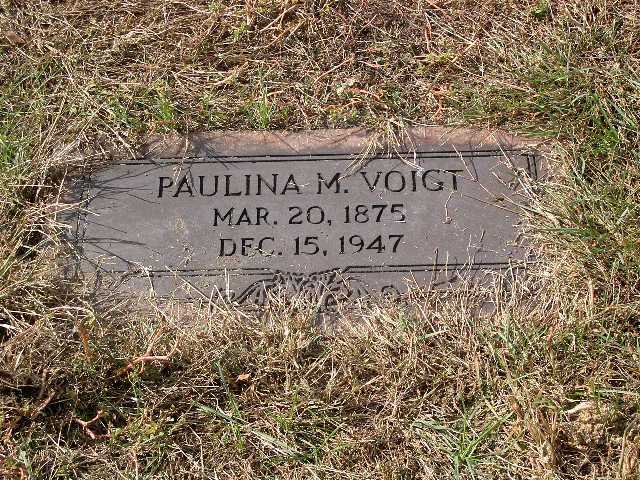 PAULINA M. VOIGT
MAR. 20, 1875
DEC. 15, 1947